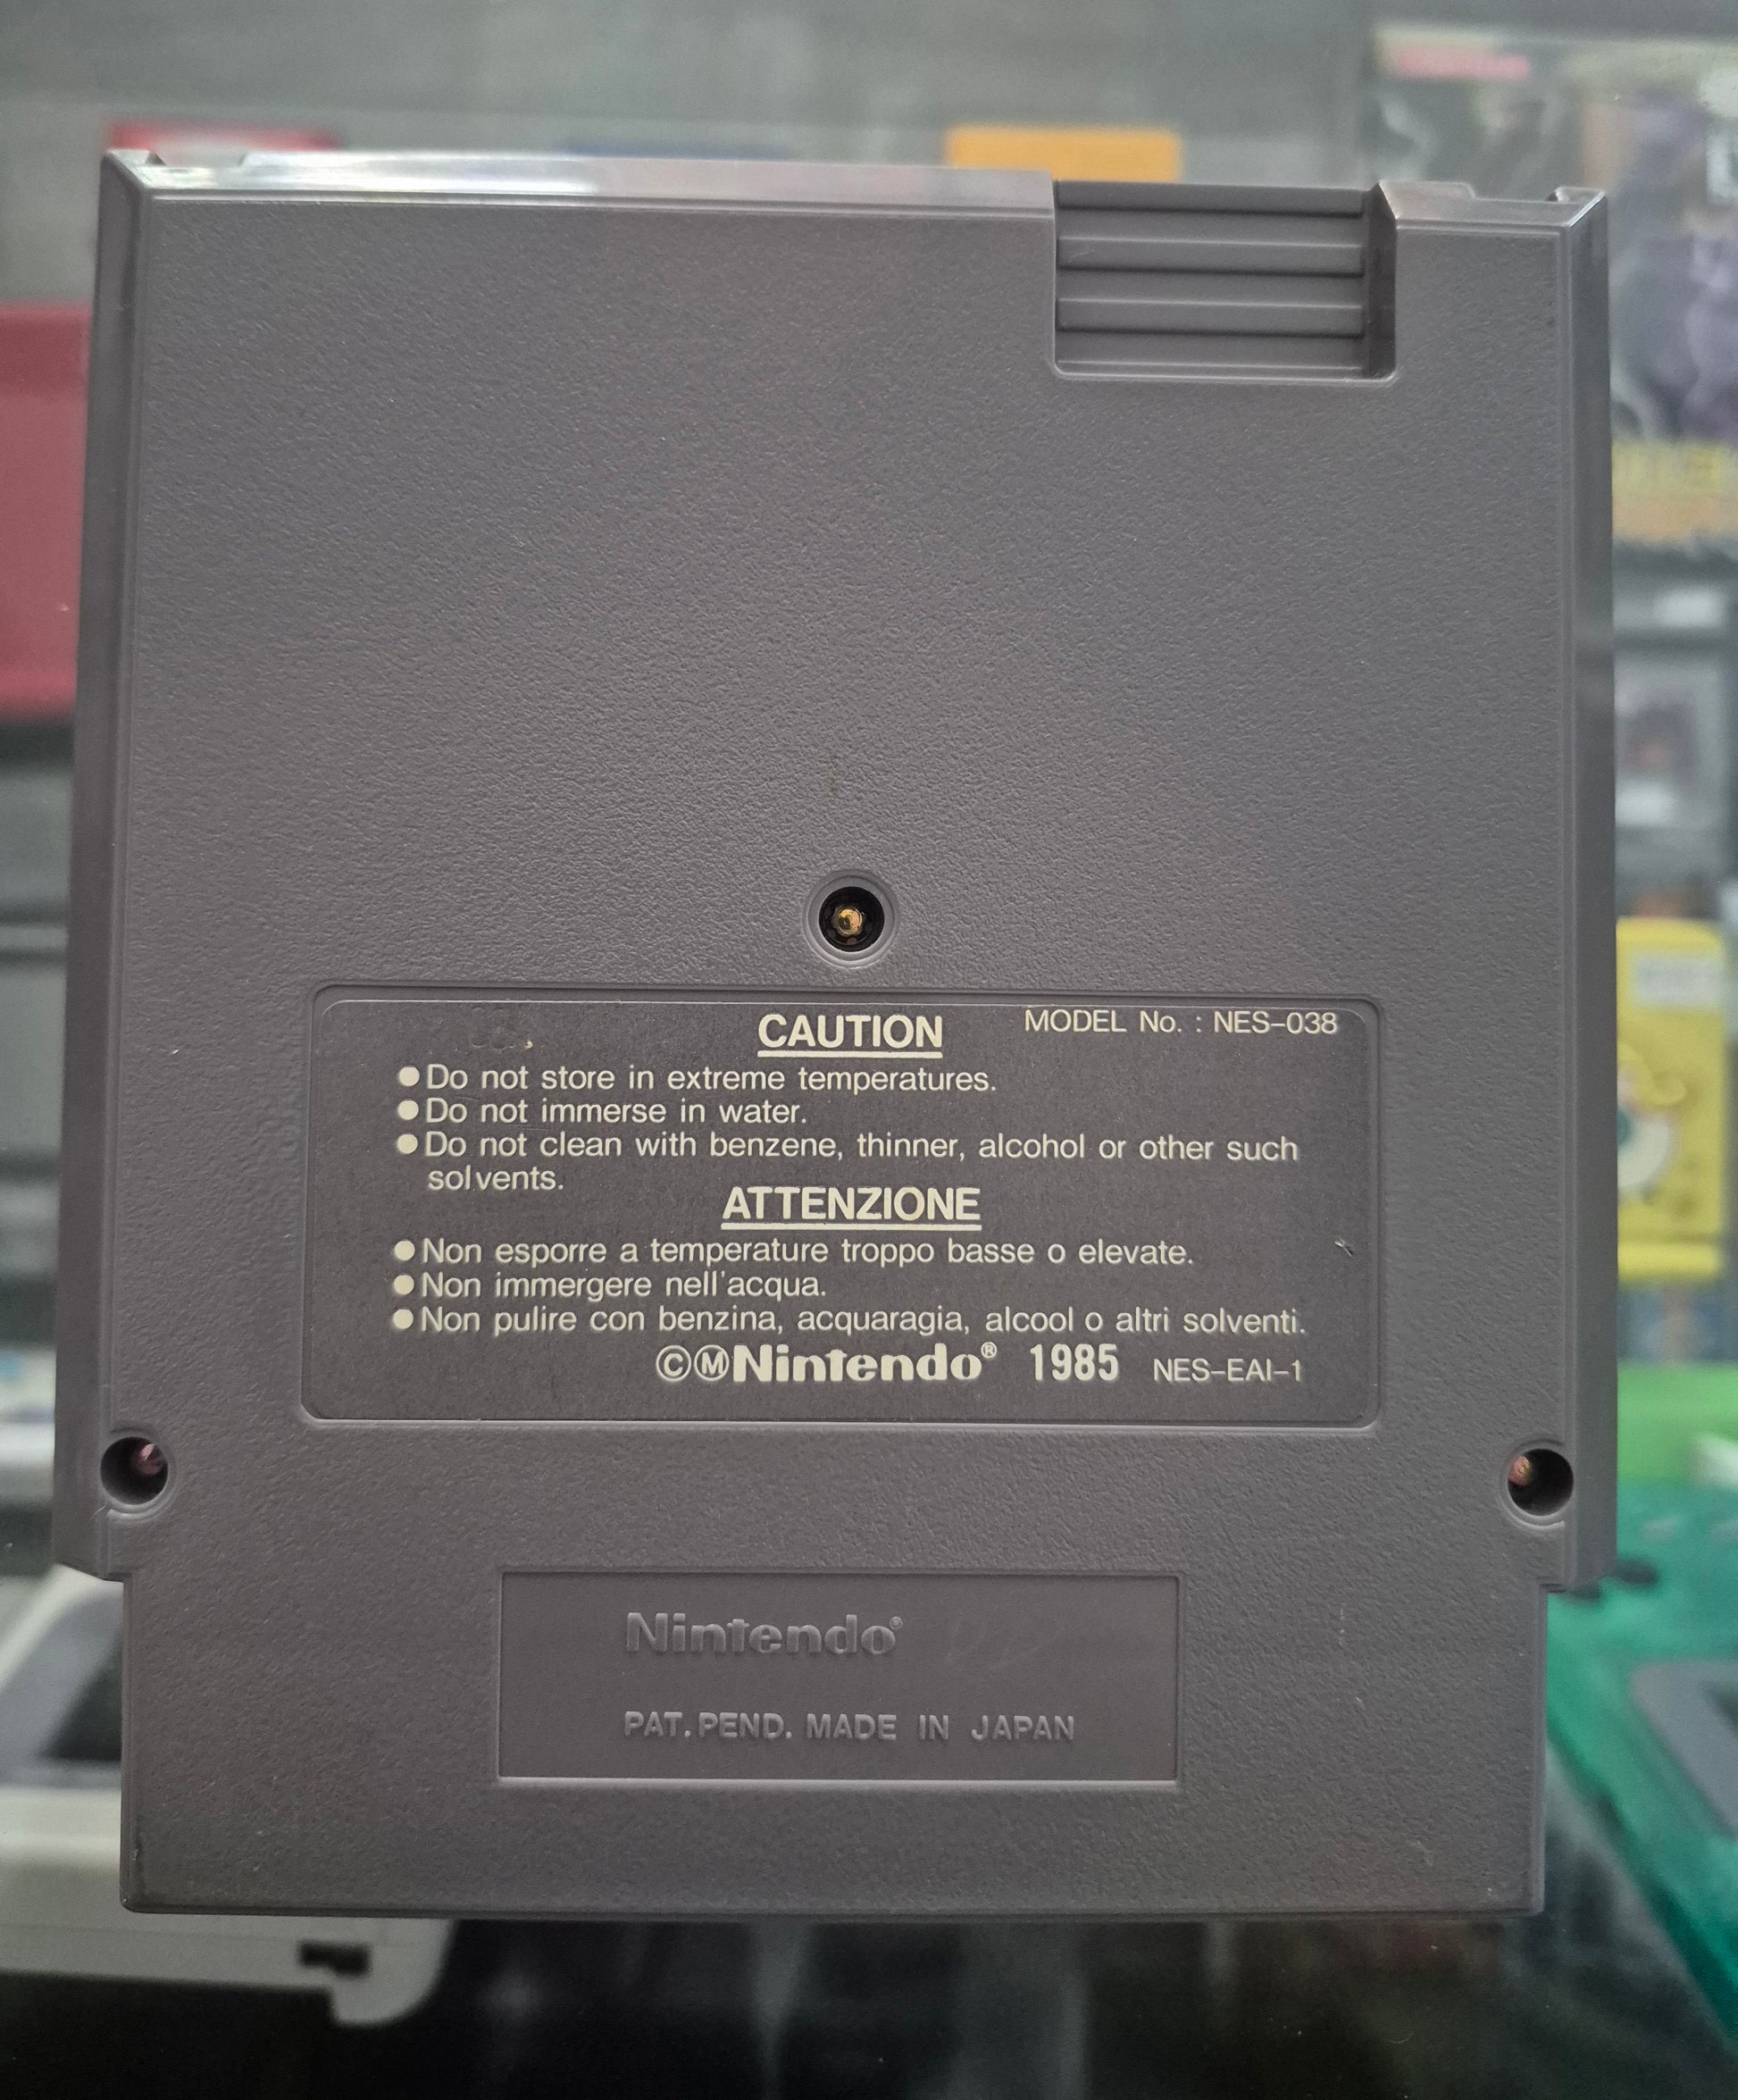 CAUTION MODEL No. : NES-038
●Do not store in extreme temperatures.
●Do not immerse in water.
●Do not clean with benzene, thinner, alcohol or other such
solvents.
ATTENZIONE
●Non esporre a temperature troppo basse o elevate.
●Non immergere nell'acqua.
●Non pulire con benzina, acquaragia, alcool o altri solventi.
©ⓂNintendo® 1985 NES-EAI-1
Nintendo®
PAT. PEND. MADE IN JAPAN